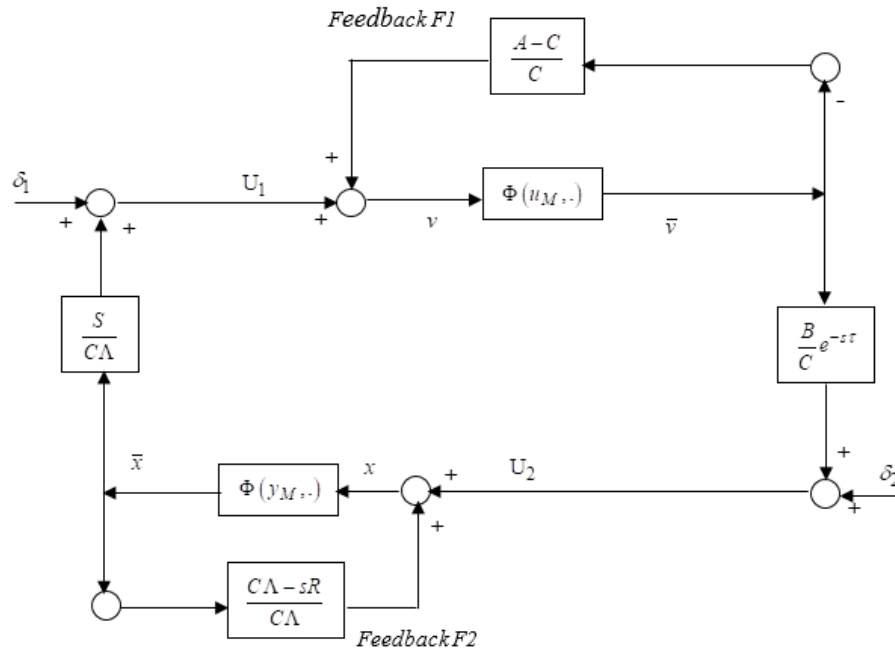 Feedback F1
A – C
C
+
-
δ1
U1
+
+
+
+
v
Φ(uM,.)
v̄
S
CΛ
B
C
e−sτ
x̄
Φ(yM,.)
x
+
U2
+
δ2
+
+
CΛ – sR
CΛ
Feedback F2